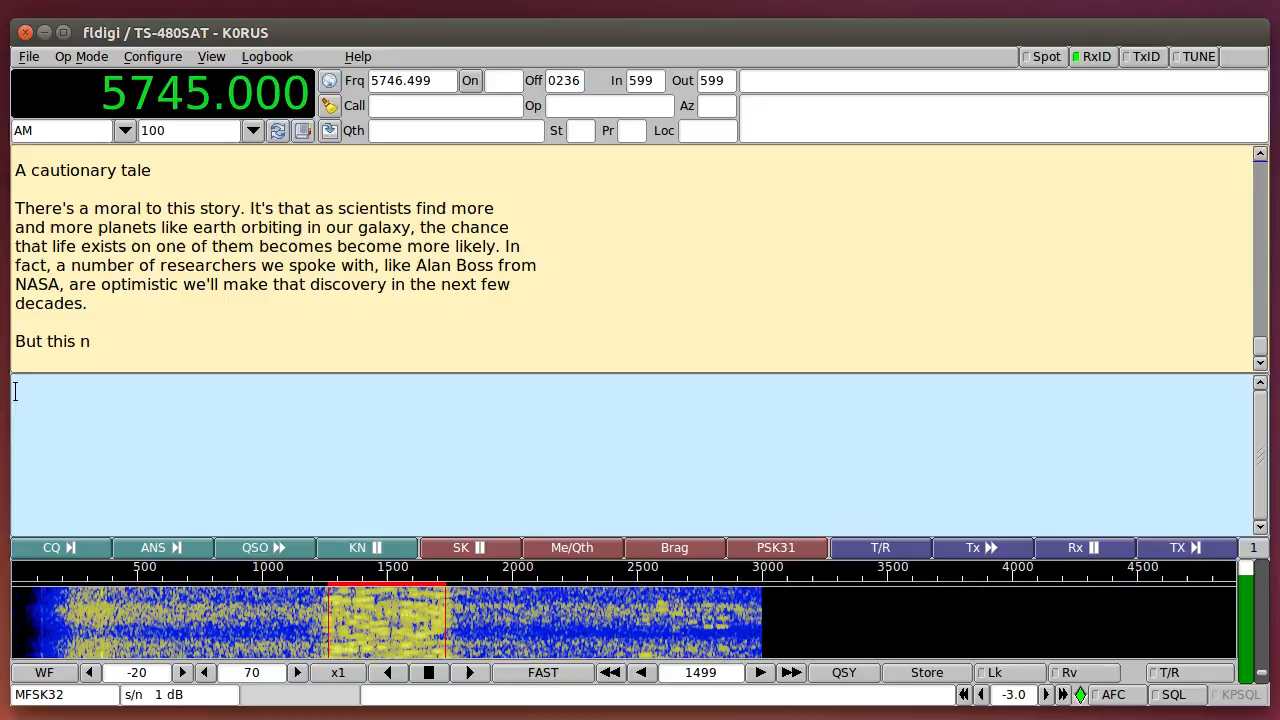 fldigi / TS-480SAT - K0RUS
File Op Mode Configure View Logbook Help Spot RxID TxID TUNE
5745.000 Frq 5746.499 On Off 0236 In 599 Out 599
Call Op Az
AM 100 Qth St Pr Loc
A cautionary tale
There's a moral to this story. It's that as scientists find more
and more planets like earth orbiting in our galaxy, the chance
that life exists on one of them becomes become more likely. In
fact, a number of researchers we spoke with, like Alan Boss from
NASA, are optimistic we'll make that discovery in the next few
decades.
But this n
CQ ANS QSO KN SK Me/Qth Brag PSK31 T/R Tx Rx TX 1
500 1000 1500 2000 2500 3000 3500 4000 4500
WF -20 70 x1 FAST 1499 QSY Store Lk Rv T/R
MFSK32 s/n 1 dB -3.0 AFC SQL KPSQL